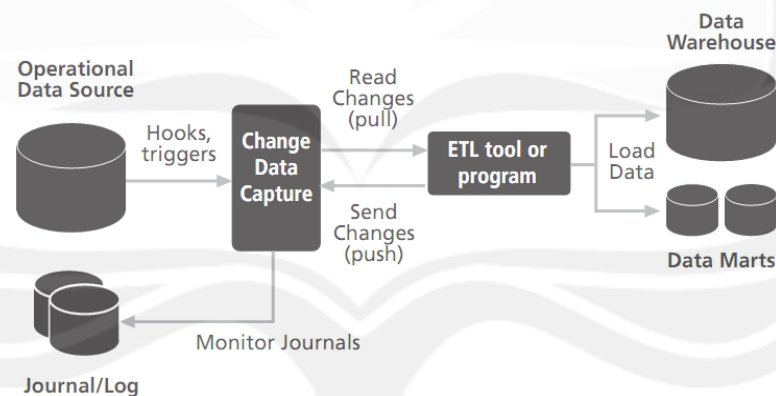 Operational
Data Source
Hooks,
triggers
Change
Data
Capture
Read
Changes
(pull)
Send
Changes
(push)
ETL tool or
program
Load
Data
Data
Warehouse
Data Marts
Monitor Journals
Journal/Log